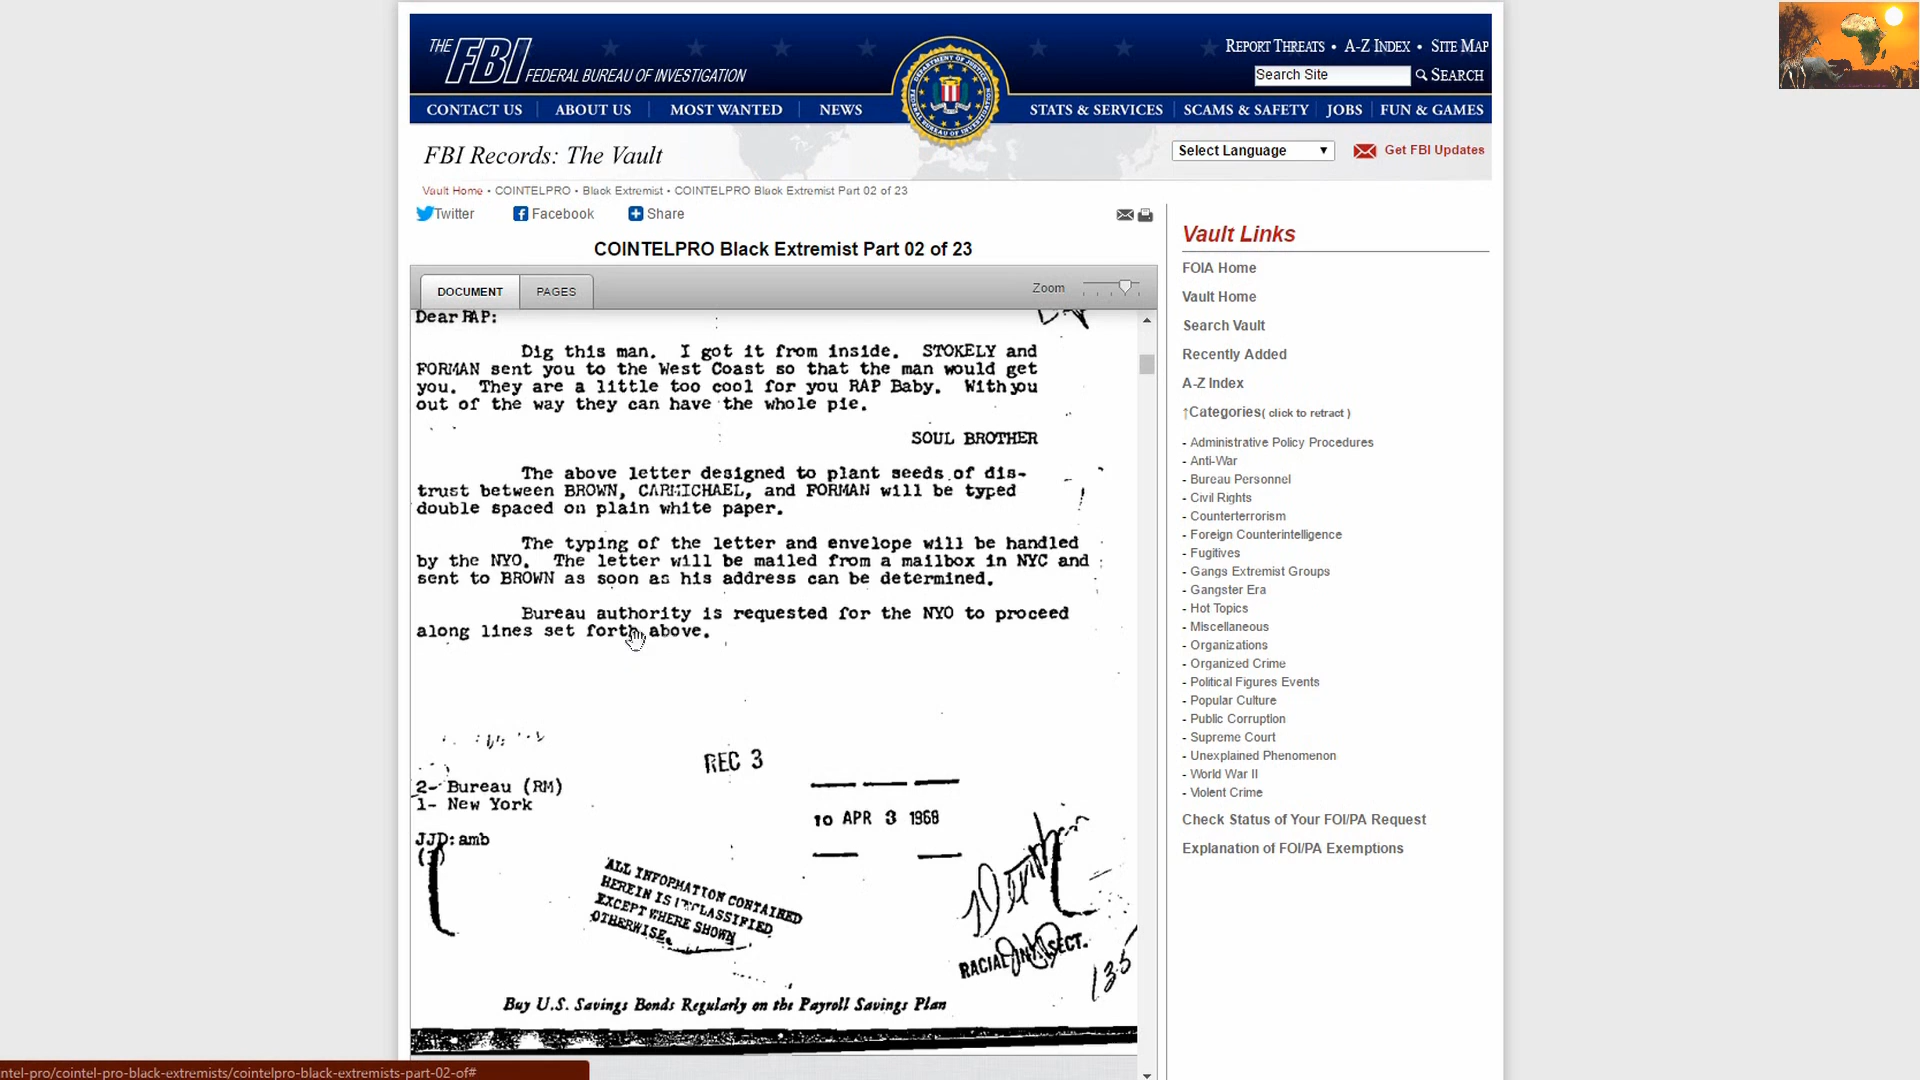 THE FBI FEDERAL BUREAU OF INVESTIGATION
REPORT THREATS • A-Z INDEX • SITE MAP
Search Site SEARCH
CONTACT US ABOUT US MOST WANTED NEWS STATS & SERVICES SCAMS & SAFETY JOBS FUN & GAMES
FBI Records: The Vault
Select Language
Get FBI Updates
Vault Home • COINTELPRO • Black Extremist • COINTELPRO Black Extremist Part 02 of 23
Twitter Facebook Share
COINTELPRO Black Extremist Part 02 of 23
DOCUMENT PAGES Zoom
Dear RAP:
Dig this man. I got it from inside. STOKELY and
FORMAN sent you to the West Coast so that the man would get
you. They are a little too cool for you RAP Baby. With you
out of the way they can have the whole pie.
SOUL BROTHER
The above letter designed to plant seeds of dis-
trust between BROWN, CARMICHAEL, and FORMAN will be typed
double spaced on plain white paper.
The typing of the letter and envelope will be handled
by the NYO. The letter will be mailed from a mailbox in NYC and
sent to BROWN as soon as his address can be determined.
Bureau authority is requested for the NYO to proceed
along lines set forth above.
REC 3
2- Bureau (RM)
1- New York
10 APR 3 1968
JJD:amb
ALL INFORMATION CONTAINED
HEREIN IS UNCLASSIFIED
EXCEPT WHERE SHOWN
OTHERWISE.
RACIAL INT. SECT.
135
Buy U.S. Savings Bonds Regularly on the Payroll Savings Plan
Vault Links
FOIA Home
Vault Home
Search Vault
Recently Added
A-Z Index
↑Categories( click to retract )
- Administrative Policy Procedures
- Anti-War
- Bureau Personnel
- Civil Rights
- Counterterrorism
- Foreign Counterintelligence
- Fugitives
- Gangs Extremist Groups
- Gangster Era
- Hot Topics
- Miscellaneous
- Organizations
- Organized Crime
- Political Figures Events
- Popular Culture
- Public Corruption
- Supreme Court
- Unexplained Phenomenon
- World War II
- Violent Crime
Check Status of Your FOI/PA Request
Explanation of FOI/PA Exemptions
ntel-pro/cointel-pro-black-extremists/cointelpro-black-extremists-part-02-of#